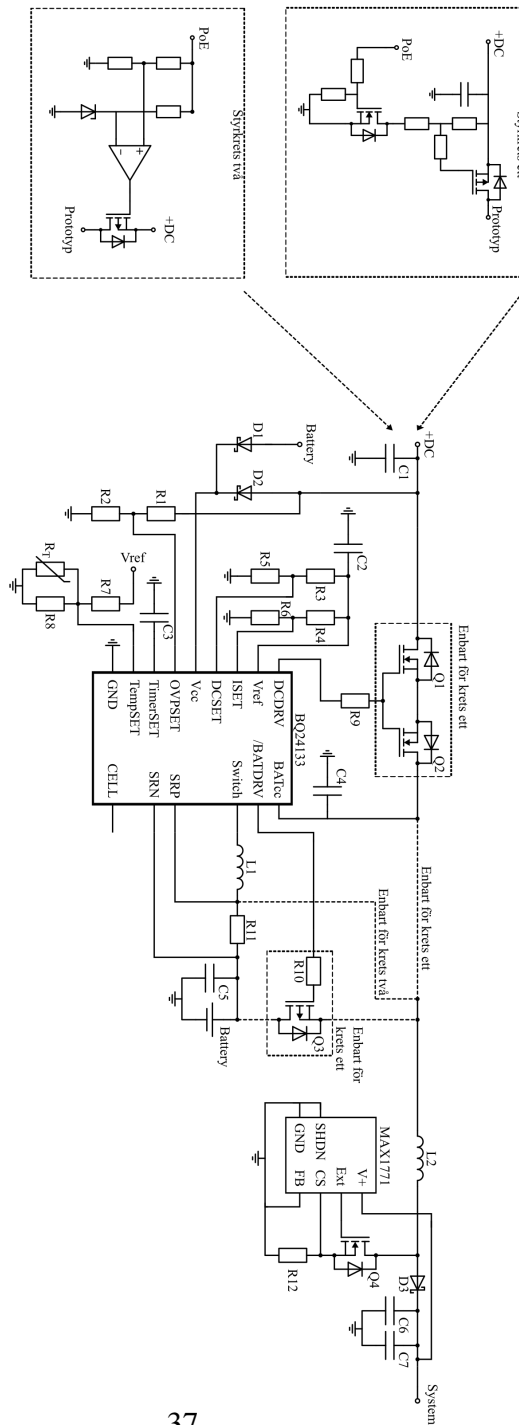 +DC
Prototyp
PoE
Styrkrets två
PoE
+DC
Prototyp
+DC
C1
Battery
D1
D2
R1
R2
Enbart för krets ett
Q1
Q2
R9
C2
R3
R4
R5
R6
Vref
R7
R8
R_T
C3
C4
BQ24133
DCDRV
Vref
ISET
DCSET
Vcc
OVPSET
TimerSET
TempSET
GND
BATcc
/BATDRV
Switch
SRP
SRN
CELL
Enbart för krets ett
Enbart för krets två
L1
R11
R10
Q3
Enbart för
krets ett
C5
Battery
L2
MAX1771
V+
Ext
CS
FB
SHDN
GND
Q4
R12
D3
C6
C7
System
37